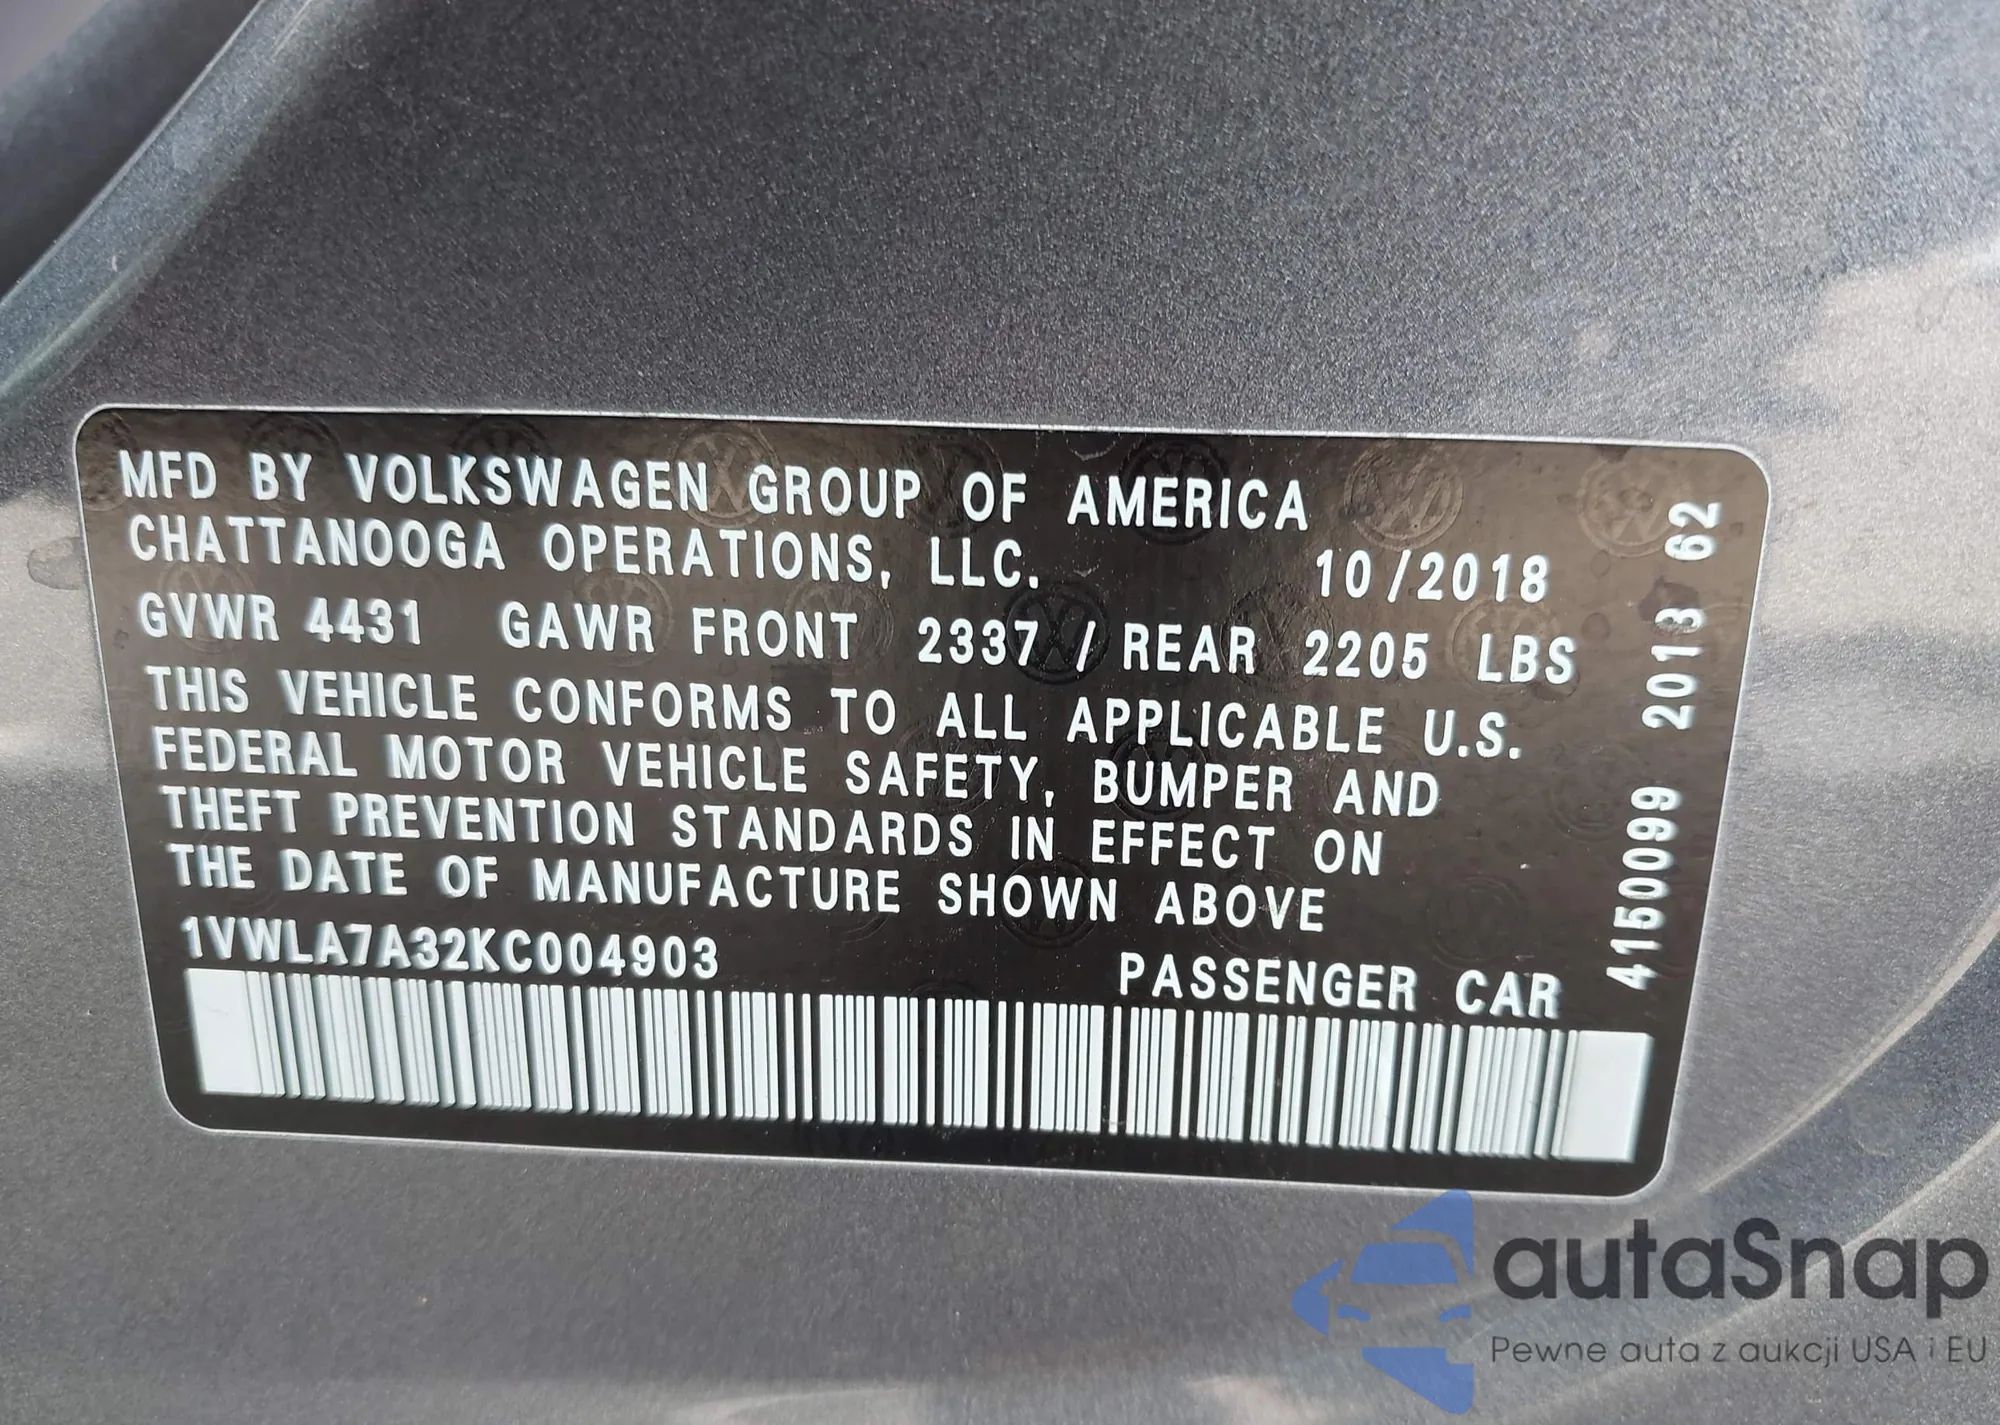 MFD BY VOLKSWAGEN GROUP OF AMERICA
CHATTANOOGA OPERATIONS, LLC. 10/2018
GVWR 4431 GAWR FRONT 2337 / REAR 2205 LBS
THIS VEHICLE CONFORMS TO ALL APPLICABLE U.S.
FEDERAL MOTOR VEHICLE SAFETY, BUMPER AND
THEFT PREVENTION STANDARDS IN EFFECT ON
THE DATE OF MANUFACTURE SHOWN ABOVE
1VWLA7A32KC004903 PASSENGER CAR
4150099 2013 62
autaSnap
Pewne auta z aukcji USA i EU